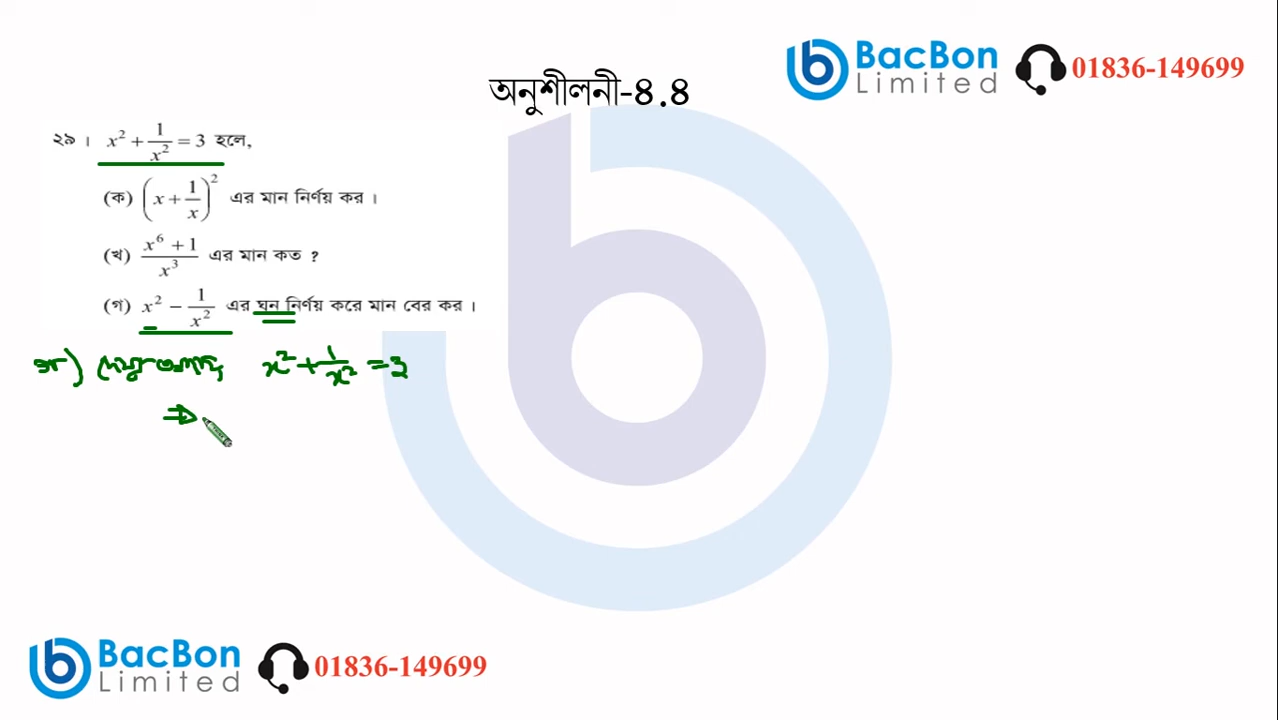 BacBon
Limited
01836-149699
অনুশীলনী-৪.৪
২৯। x² + 1/x² = 3 হলে,
(ক) (x + 1/x)² এর মান নির্ণয় কর।
(খ) (x⁶ + 1)/x³ এর মান কত ?
(গ) x² − 1/x² এর ঘন নির্ণয় করে মান বের কর।
দেয়া আছে, x² + 1/x² = 3
⇒
BacBon
Limited
01836-149699